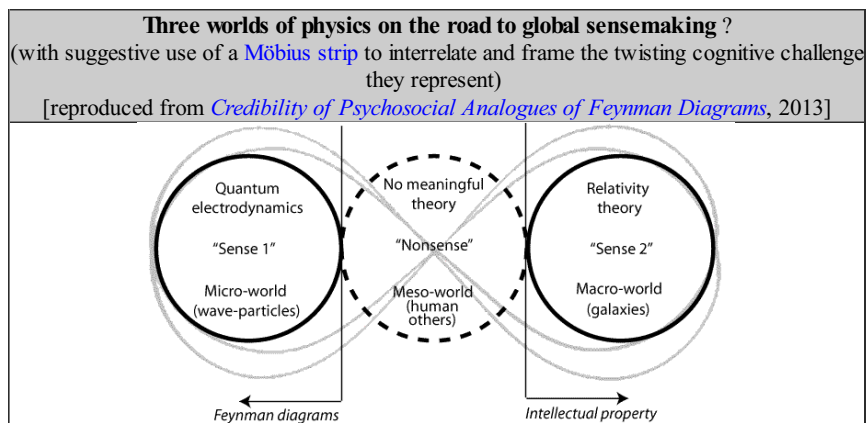 Three worlds of physics on the road to global sensemaking ?
(with suggestive use of a Möbius strip to interrelate and frame the twisting cognitive challenge
they represent)
[reproduced from Credibility of Psychosocial Analogues of Feynman Diagrams, 2013]
Quantum
electrodynamics
"Sense 1"
Micro-world
(wave-particles)
No meaningful
theory
"Nonsense"
Meso-world
(human
others)
Relativity
theory
"Sense 2"
Macro-world
(galaxies)
Feynman diagrams
Intellectual property